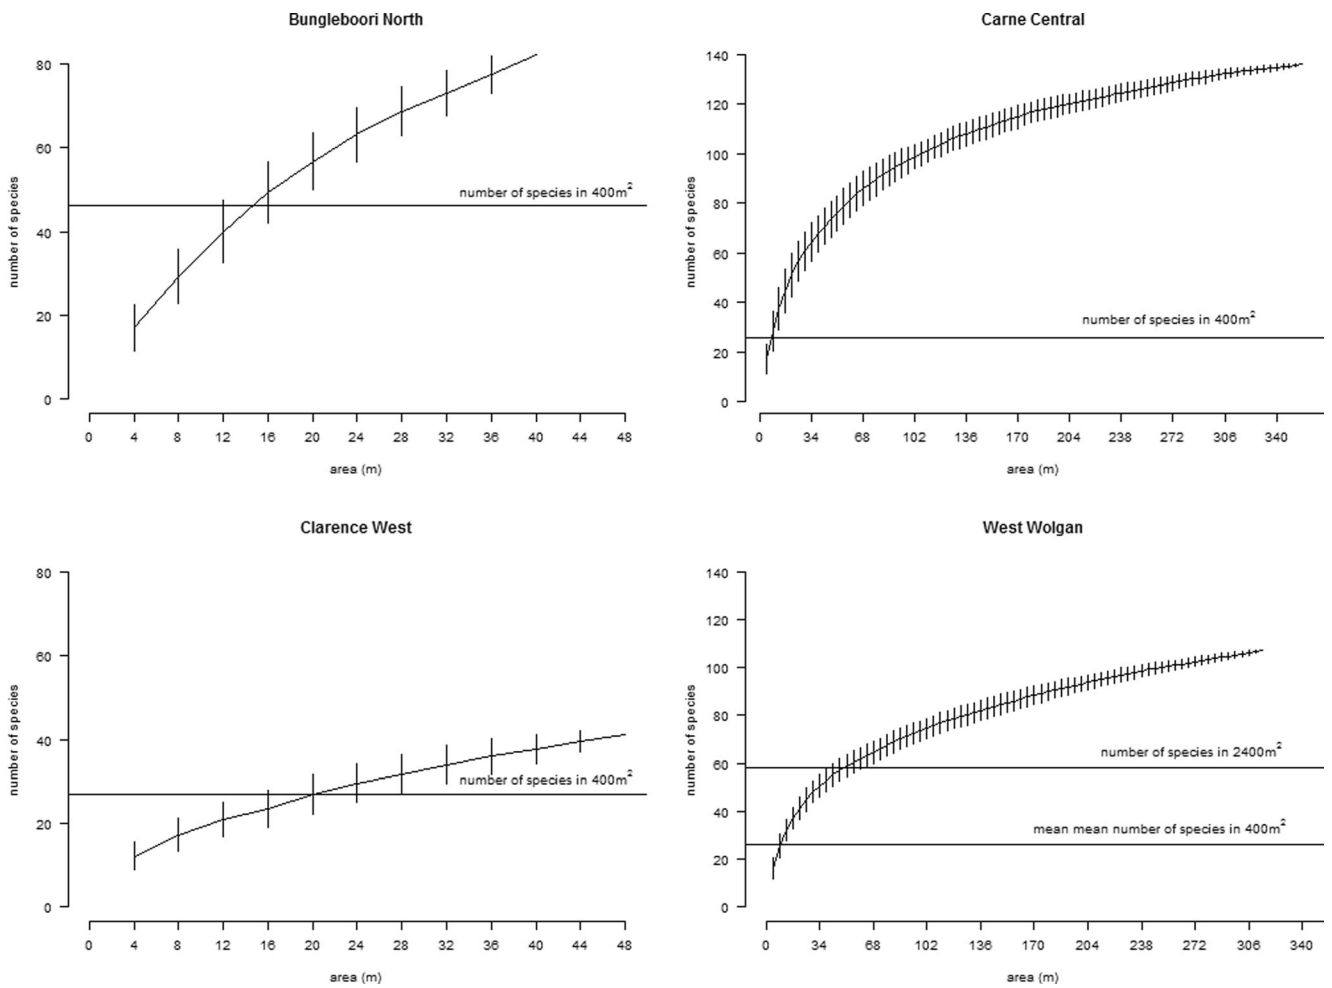 Bungleboori North
number of species
80
60
40
20
0
number of species in 400m²
0 4 8 12 16 20 24 28 32 36 40 44 48
area (m)
Carne Central
number of species
140
120
100
80
60
40
20
0
number of species in 400m²
0 34 68 102 136 170 204 238 272 306 340
area (m)
Clarence West
number of species
80
60
40
20
0
number of species in 400m²
0 4 8 12 16 20 24 28 32 36 40 44 48
area (m)
West Wolgan
number of species
140
120
100
80
60
40
20
0
number of species in 2400m²
mean mean number of species in 400m²
0 34 68 102 136 170 204 238 272 306 340
area (m)